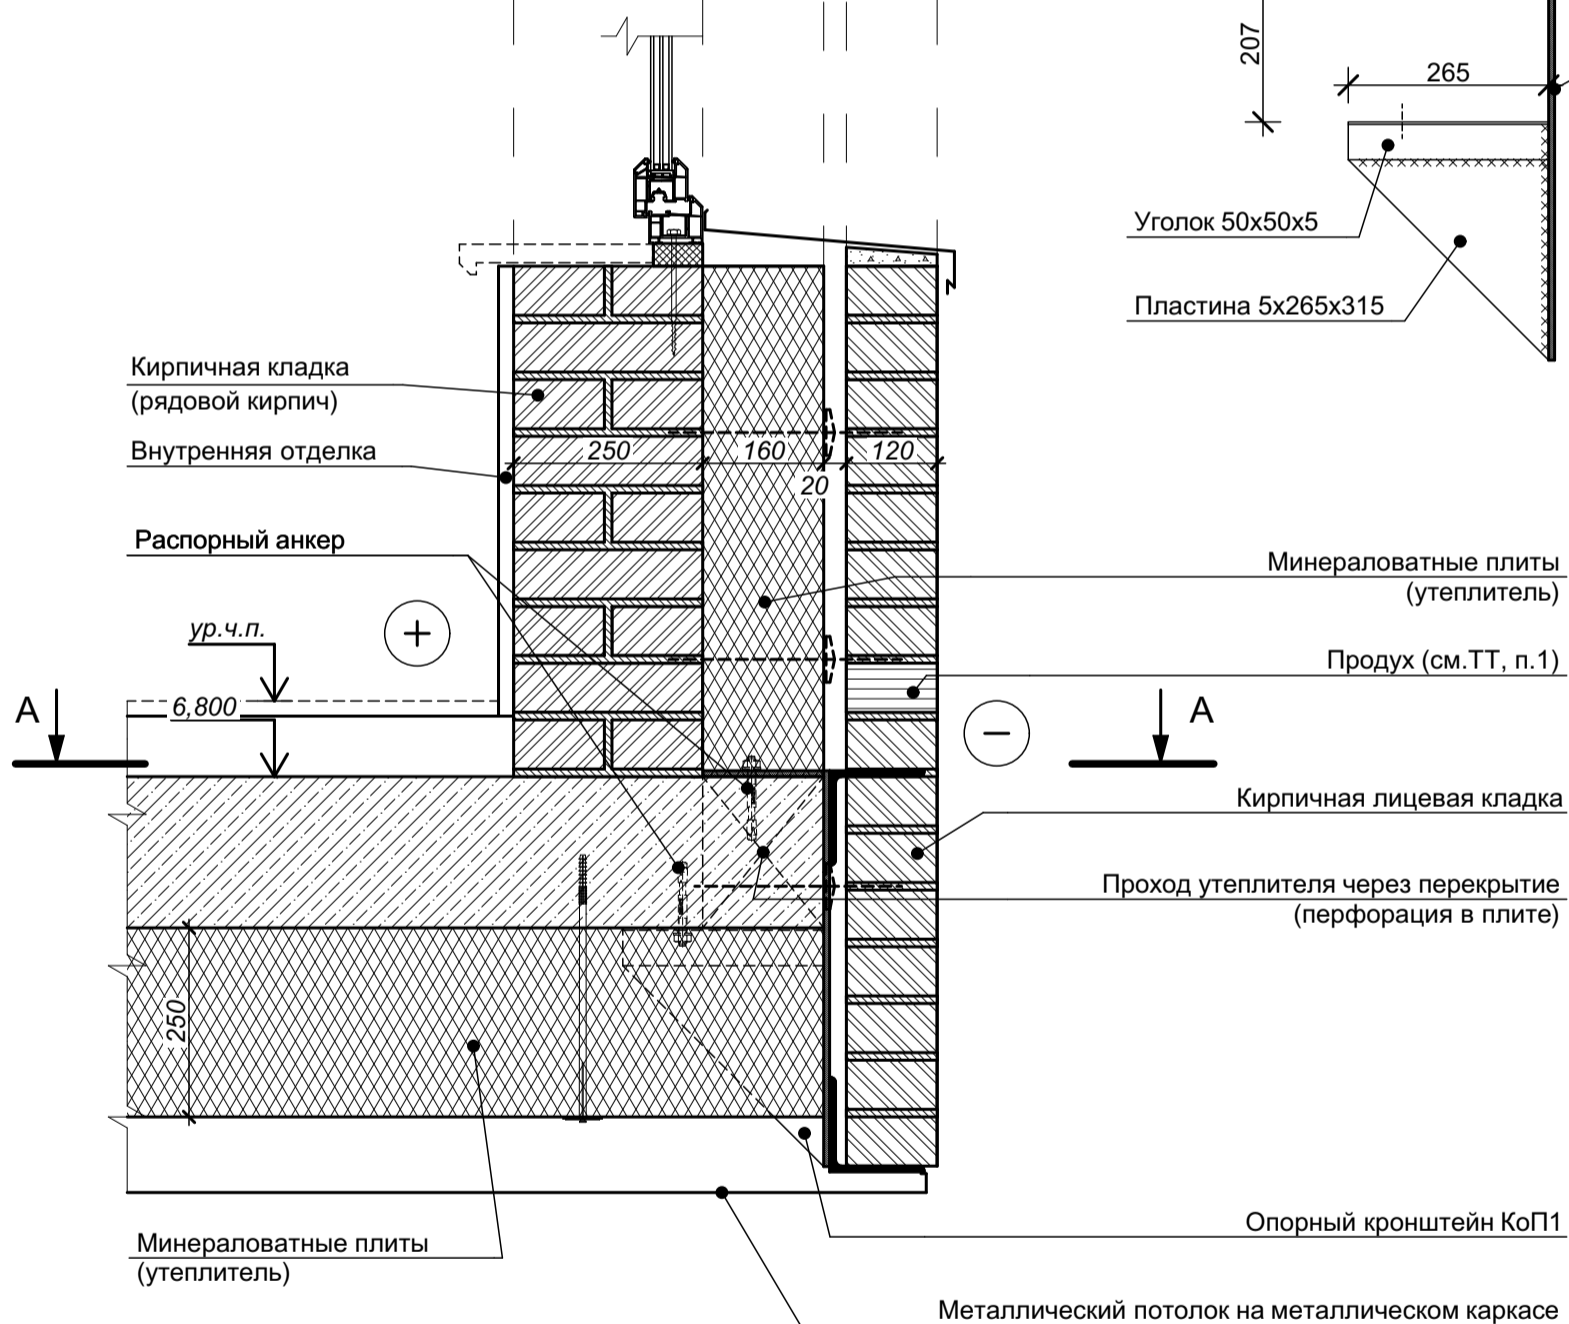 207
265
Уголок 50x50x5
Пластина 5x265x315
Кирпичная кладка
(рядовой кирпич)
Внутренняя отделка
250
160
120
20
Распорный анкер
Минераловатные плиты
(утеплитель)
ур.ч.п.
+
Продух (см.ТТ, п.1)
6,800
А
А
−
Кирпичная лицевая кладка
Проход утеплителя через перекрытие
(перфорация в плите)
250
Опорный кронштейн КоП1
Минераловатные плиты
(утеплитель)
Металлический потолок на металлическом каркасе